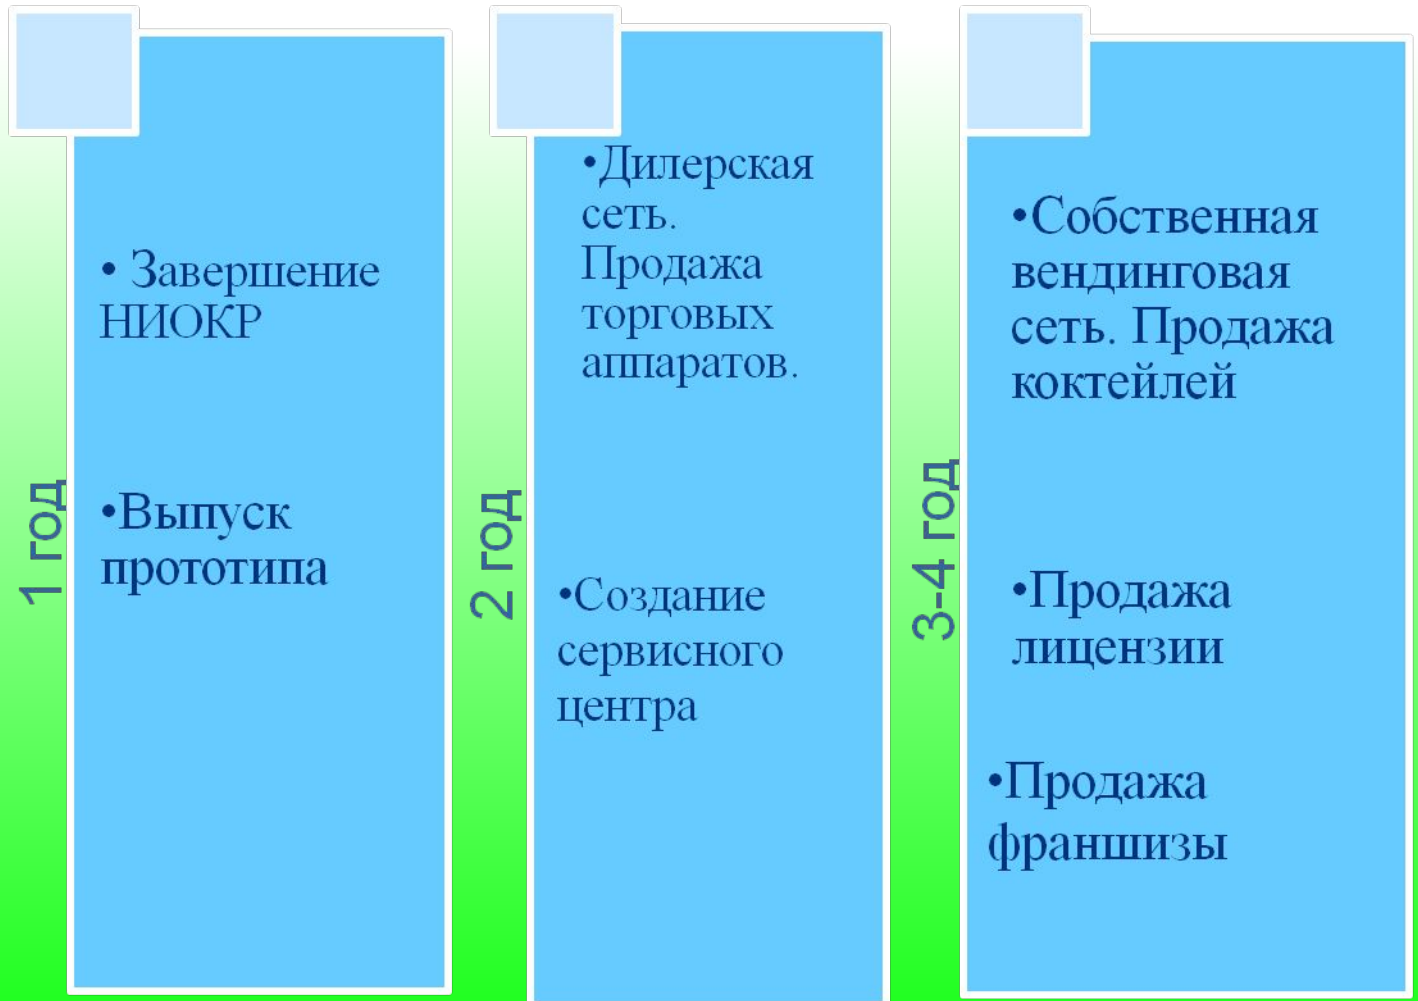 1 год
• Завершение
НИОКР
•Выпуск
прототипа
2 год
•Дилерская
сеть.
Продажа
торговых
аппаратов.
•Создание
сервисного
центра
3-4 год
•Собственная
вендинговая
сеть. Продажа
коктейлей
•Продажа
лицензии
•Продажа
франшизы